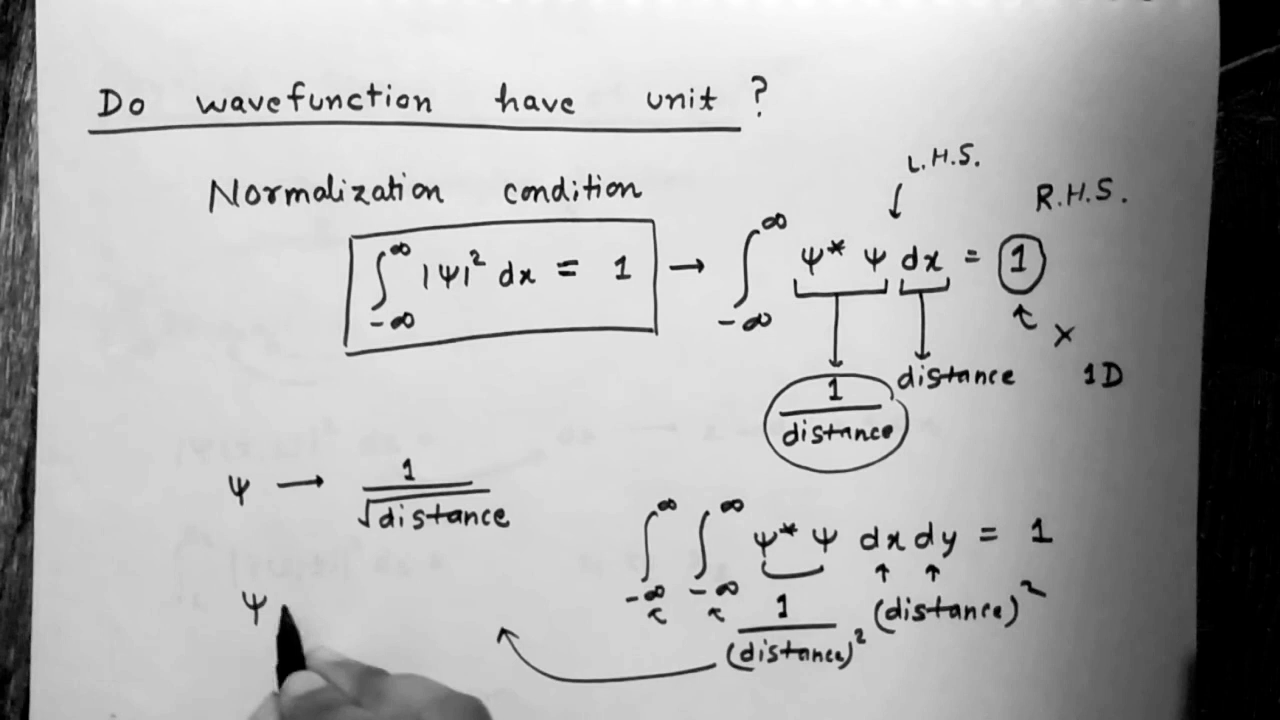 Do wavefunction have unit ?
Normalization condition
L.H.S.
R.H.S.
∫_{-∞}^{∞} |ψ|² dx = 1 → ∫_{-∞}^{∞} ψ* ψ dx = 1
x
1/distance
distance
1D
ψ → 1/√distance
∫_{-∞}^{∞} ∫_{-∞}^{∞} ψ* ψ dx dy = 1
1/(distance)²
(distance)²
ψ